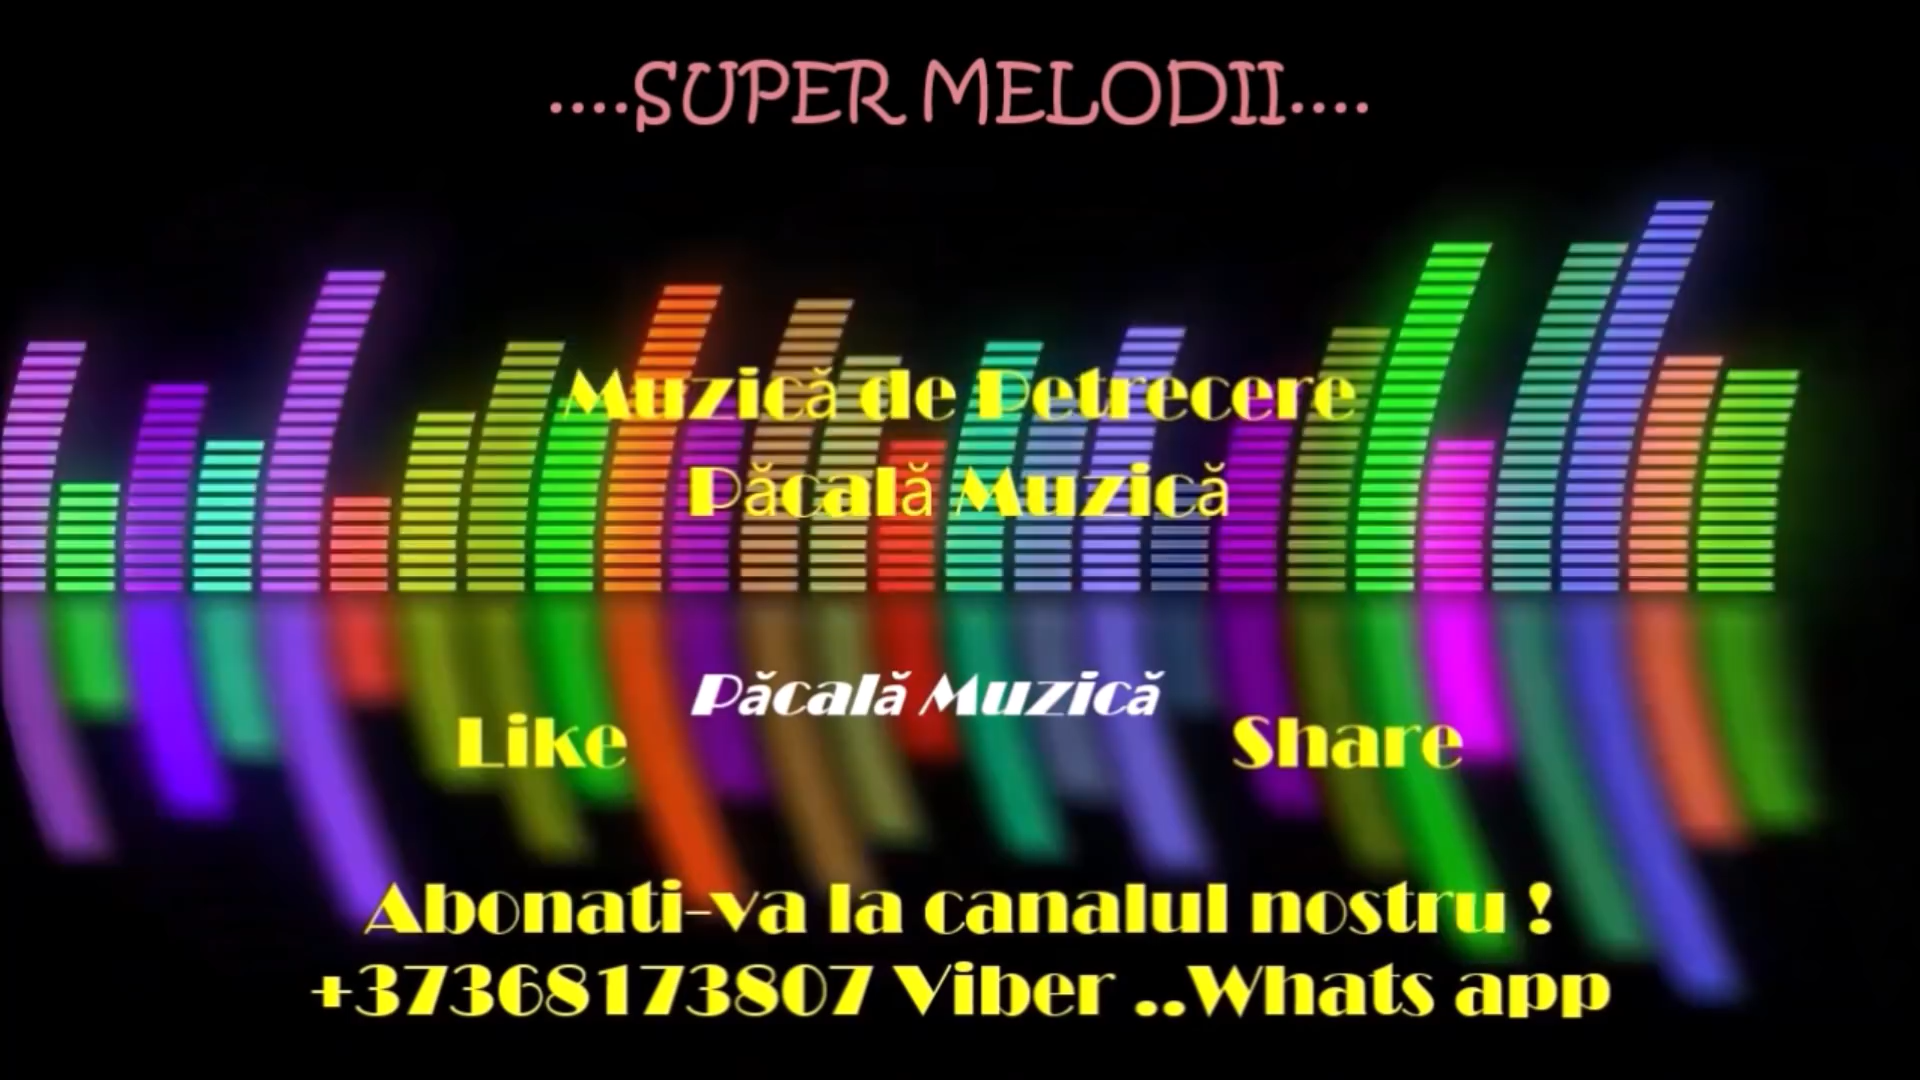 ....SUPER MELODII....
Muzică de Petrecere
Păcală Muzică
Păcală Muzică
Like Share
Abonati-va la canalul nostru !
+37368173807 Viber ..Whats app